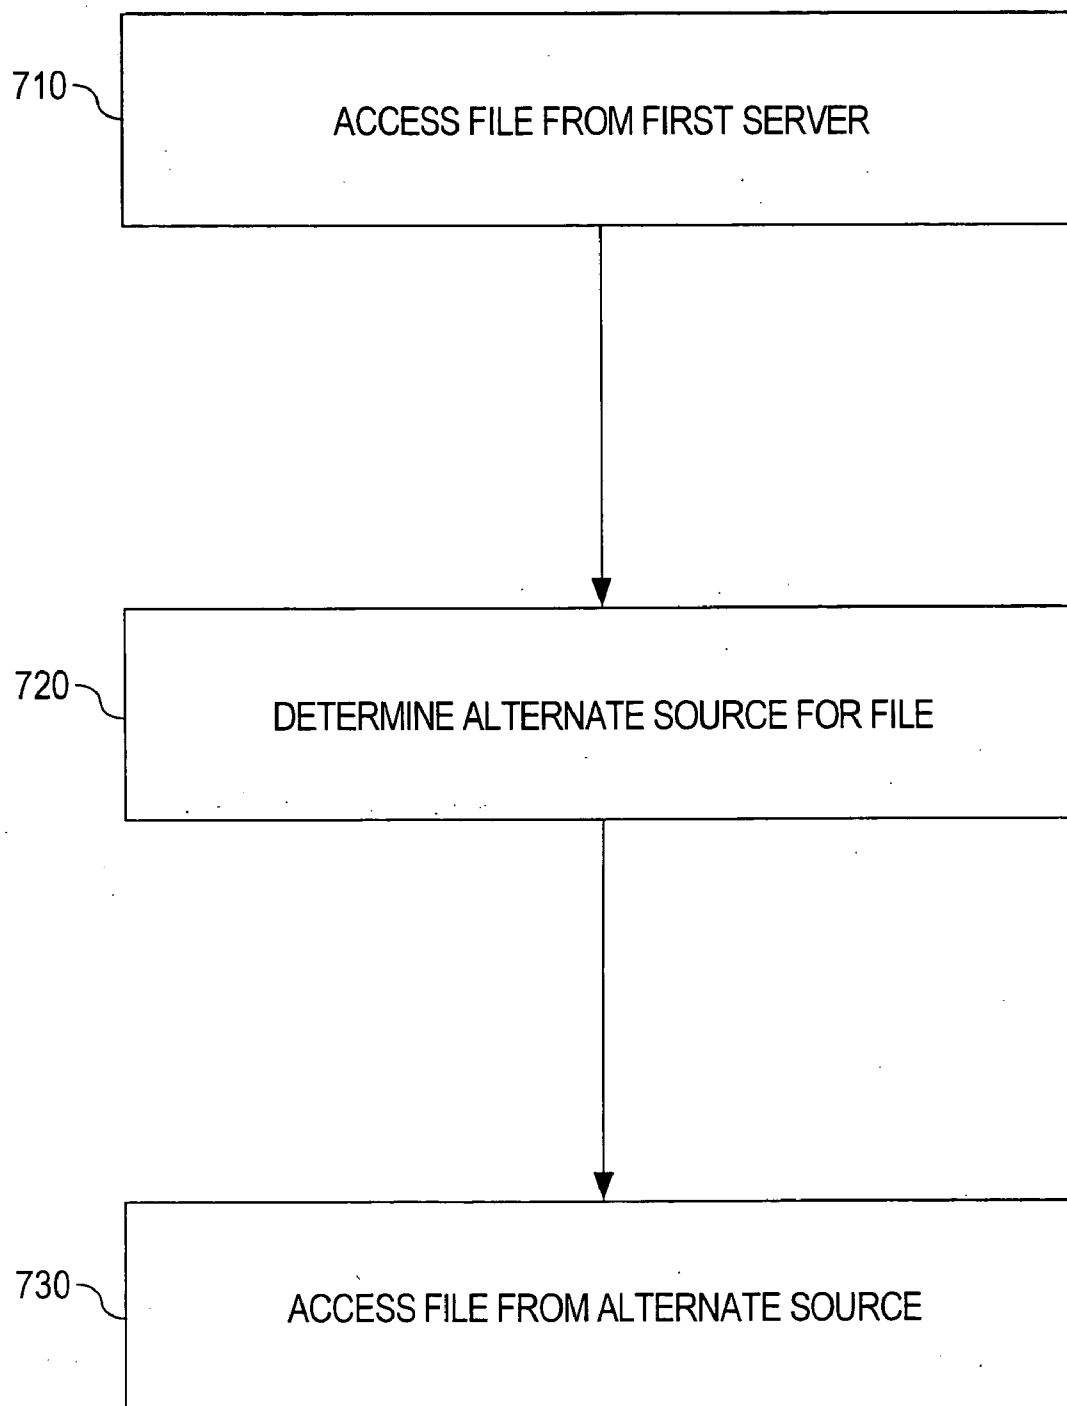 710
ACCESS FILE FROM FIRST SERVER
720
DETERMINE ALTERNATE SOURCE FOR FILE
730
ACCESS FILE FROM ALTERNATE SOURCE